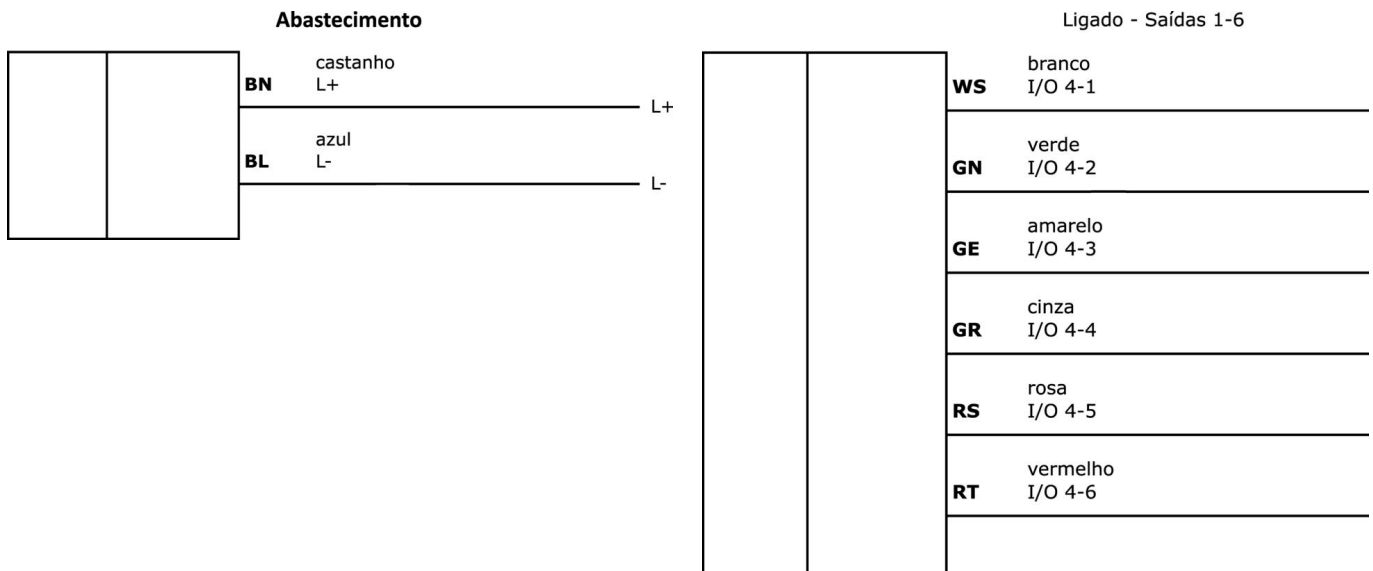 Abastecimento
castanho
BN L+
L+
azul
BL L-
L-
Ligado - Saídas 1-6
branco
WS I/O 4-1
verde
GN I/O 4-2
amarelo
GE I/O 4-3
cinza
GR I/O 4-4
rosa
RS I/O 4-5
vermelho
RT I/O 4-6